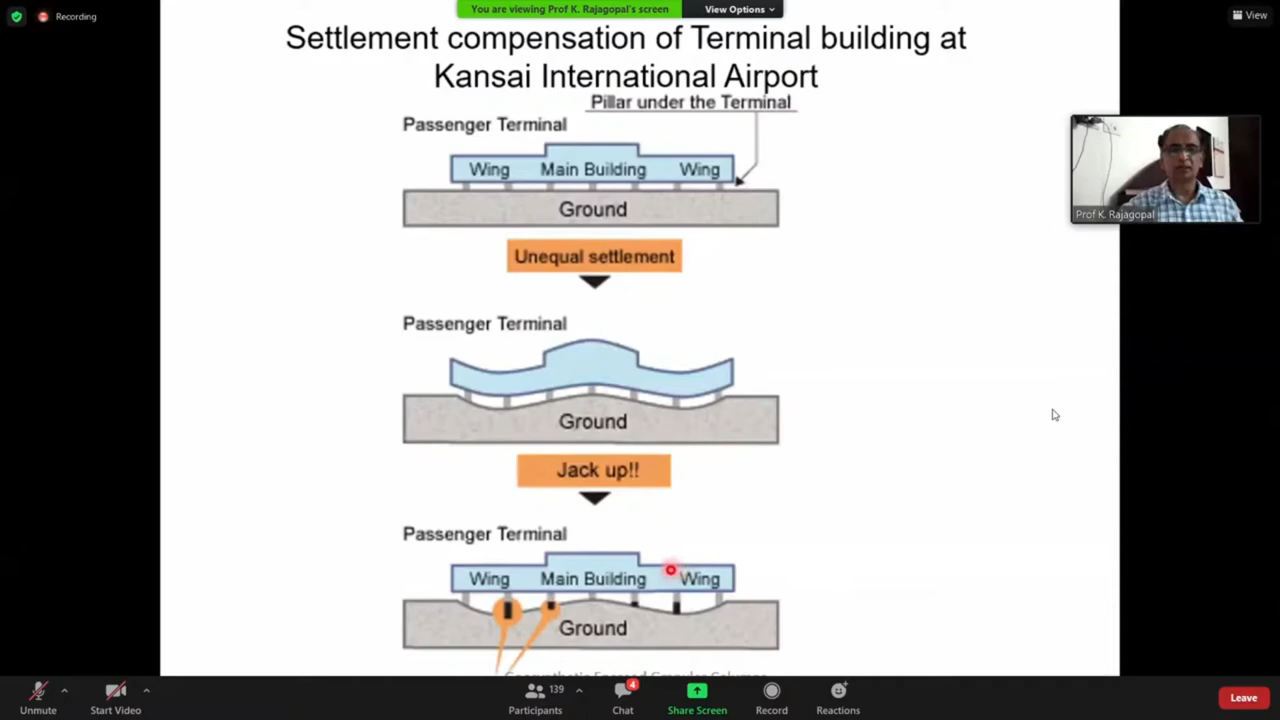 Recording
You are viewing Prof K. Rajagopal's screen
View Options
View
Settlement compensation of Terminal building at
Kansai International Airport
Pillar under the Terminal
Passenger Terminal
Wing Main Building Wing
Ground
Unequal settlement
Passenger Terminal
Ground
Jack up!!
Passenger Terminal
Wing Main Building Wing
Ground
Prof K. Rajagopal
Unmute
Start Video
139
Participants
4
Chat
Share Screen
Record
Reactions
Leave